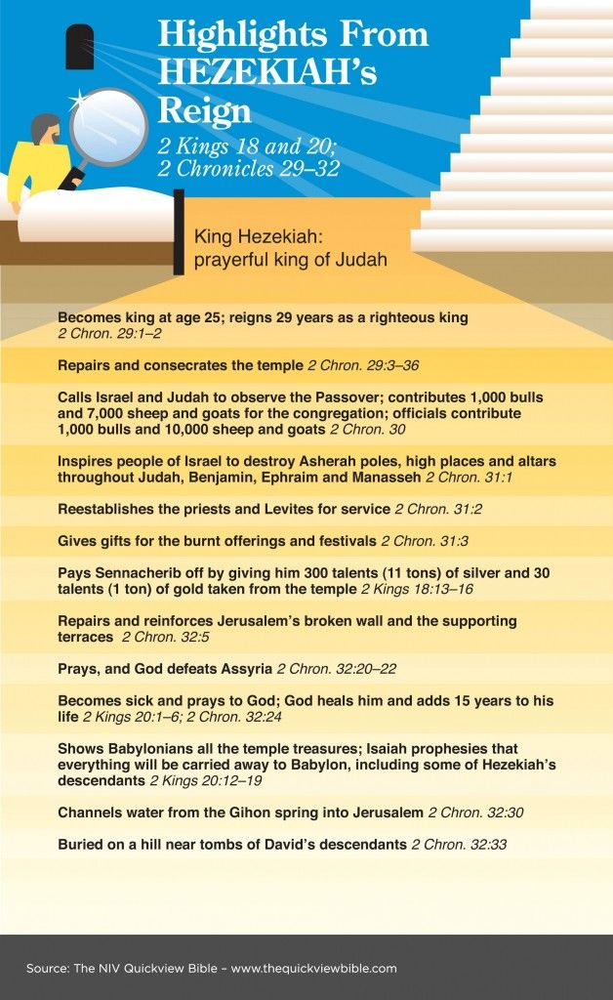 Highlights From
HEZEKIAH's
Reign
2 Kings 18 and 20;
2 Chronicles 29–32
King Hezekiah:
prayerful king of Judah
Becomes king at age 25; reigns 29 years as a righteous king
2 Chron. 29:1–2
Repairs and consecrates the temple 2 Chron. 29:3–36
Calls Israel and Judah to observe the Passover; contributes 1,000 bulls
and 7,000 sheep and goats for the congregation; officials contribute
1,000 bulls and 10,000 sheep and goats 2 Chron. 30
Inspires people of Israel to destroy Asherah poles, high places and altars
throughout Judah, Benjamin, Ephraim and Manasseh 2 Chron. 31:1
Reestablishes the priests and Levites for service 2 Chron. 31:2
Gives gifts for the burnt offerings and festivals 2 Chron. 31:3
Pays Sennacherib off by giving him 300 talents (11 tons) of silver and 30
talents (1 ton) of gold taken from the temple 2 Kings 18:13–16
Repairs and reinforces Jerusalem's broken wall and the supporting
terraces 2 Chron. 32:5
Prays, and God defeats Assyria 2 Chron. 32:20–22
Becomes sick and prays to God; God heals him and adds 15 years to his
life 2 Kings 20:1–6; 2 Chron. 32:24
Shows Babylonians all the temple treasures; Isaiah prophesies that
everything will be carried away to Babylon, including some of Hezekiah's
descendants 2 Kings 20:12–19
Channels water from the Gihon spring into Jerusalem 2 Chron. 32:30
Buried on a hill near tombs of David's descendants 2 Chron. 32:33
Source: The NIV Quickview Bible – www.thequickviewbible.com